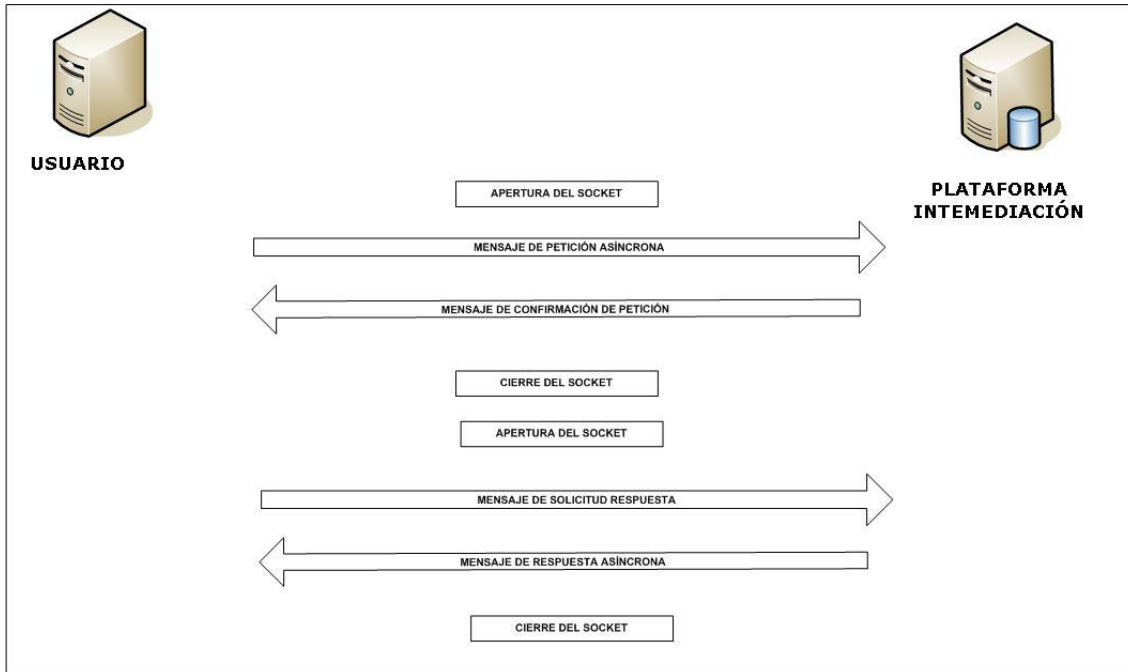 USUARIO
PLATAFORMA
INTEMEDIACIÓN
APERTURA DEL SOCKET
MENSAJE DE PETICIÓN ASÍNCRONA
MENSAJE DE CONFIRMACIÓN DE PETICIÓN
CIERRE DEL SOCKET
APERTURA DEL SOCKET
MENSAJE DE SOLICITUD RESPUESTA
MENSAJE DE RESPUESTA ASÍNCRONA
CIERRE DEL SOCKET